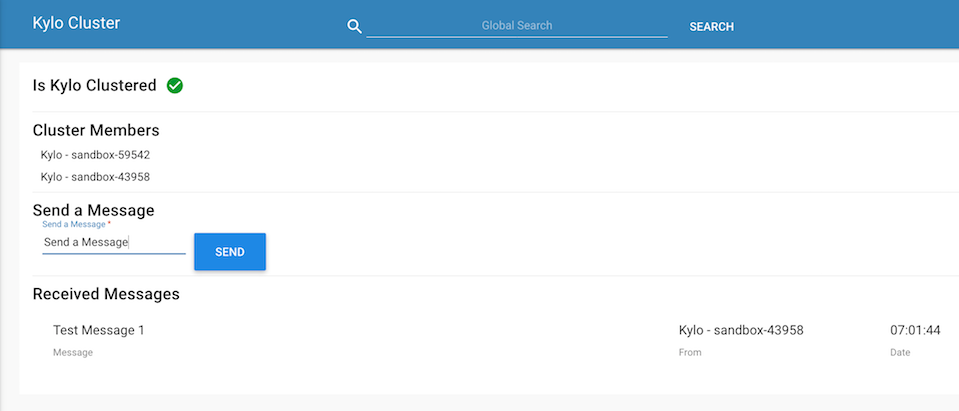 Kylo Cluster
Global Search
SEARCH
Is Kylo Clustered
Cluster Members
Kylo - sandbox-59542
Kylo - sandbox-43958
Send a Message
Send a Message *
Send a Message
SEND
Received Messages
Test Message 1 Kylo - sandbox-43958 07:01:44
Message From Date